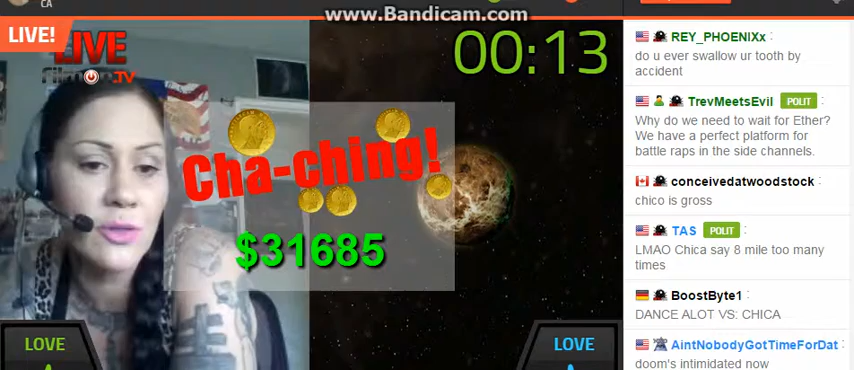 CA
www.Bandicam.com
LIVE!
LIVE
filmon.TV
00:13
Cha-ching!
$31685
LOVE
LOVE
REY_PHOENIXx :
do u ever swallow ur tooth by
accident
TrevMeetsEvil POLIT :
Why do we need to wait for Ether?
We have a perfect platform for
battle raps in the side channels.
conceivedatwoodstock :
chico is gross
TAS POLIT :
LMAO Chica say 8 mile too many
times
BoostByte1 :
DANCE ALOT VS: CHICA
AintNobodyGotTimeForDat
doom's intimidated now